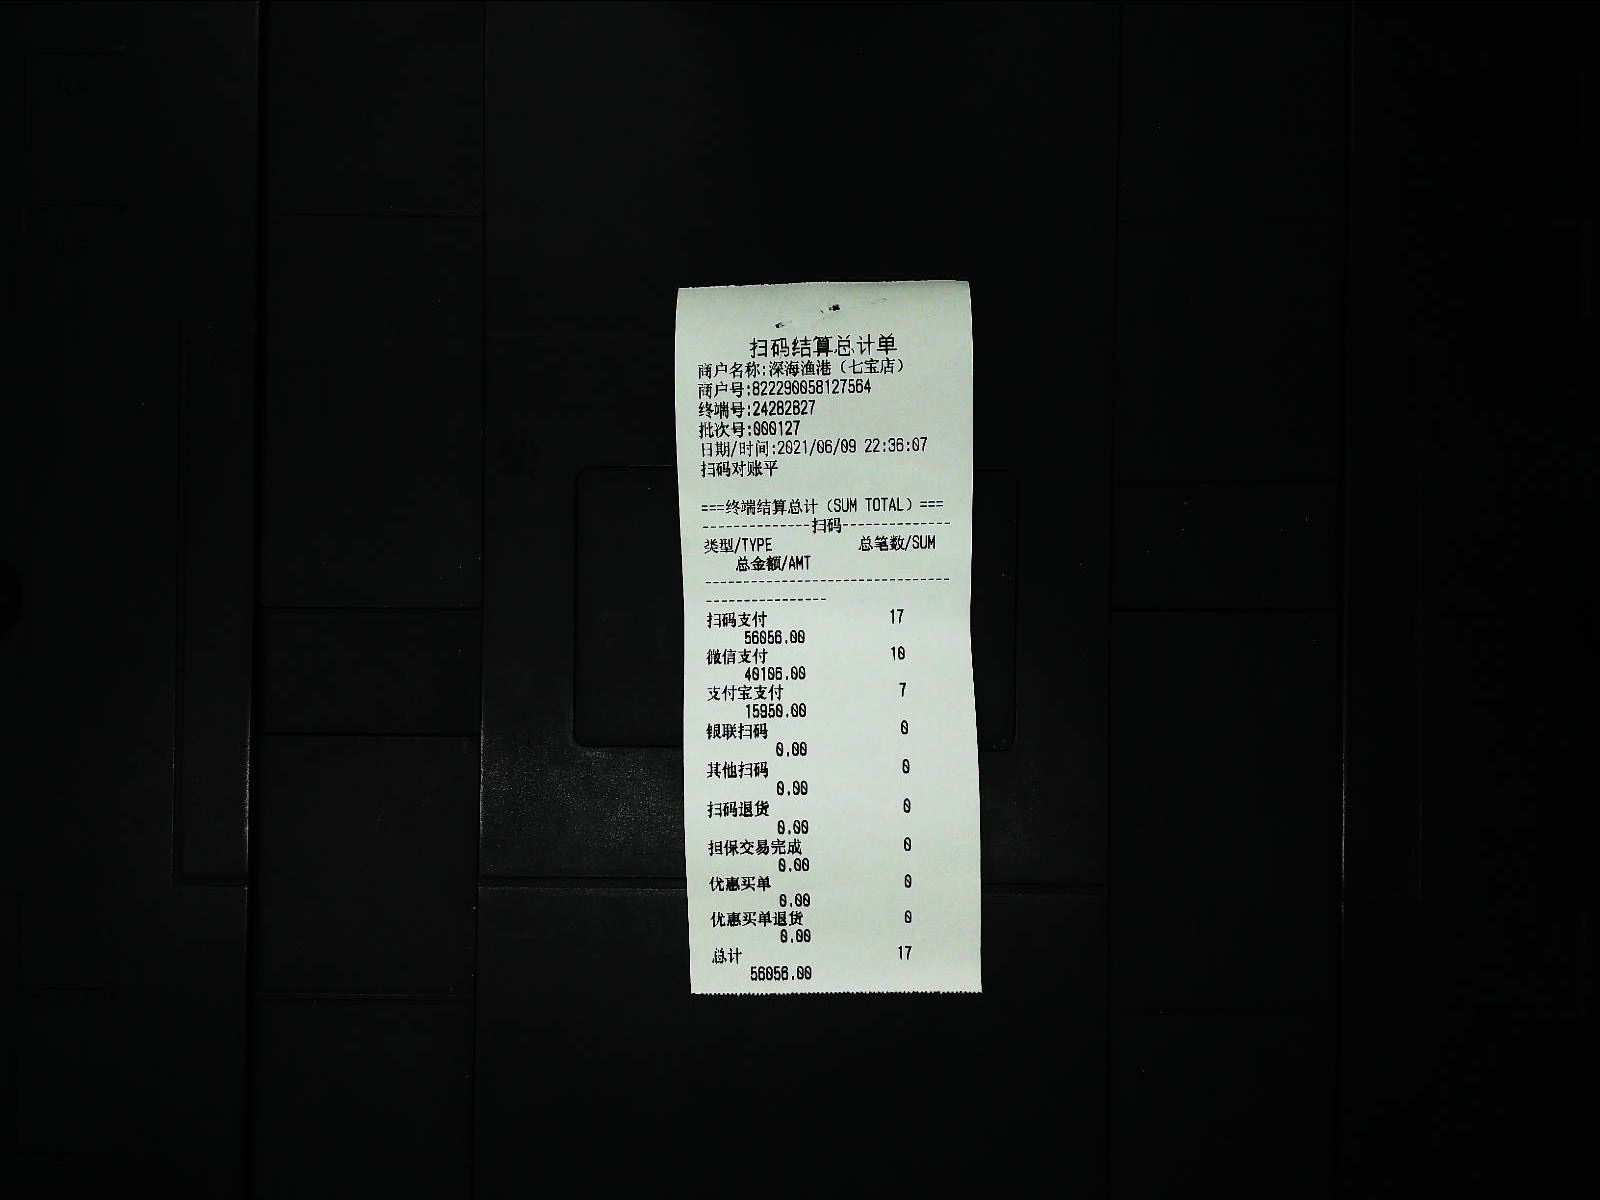 扫码结算总计单
商户名称:深海渔港（七宝店）
商户号:822290058127564
终端号:24282827
批次号:000127
日期/时间:2021/06/09 22:36:07
扫码对账平
===终端结算总计（SUM TOTAL）===
--------------扫码--------------
类型/TYPE 总笔数/SUM
总金额/AMT
--------------------------------
----------------
扫码支付 17
56056.00
微信支付 10
40106.00
支付宝支付 7
15950.00
银联扫码 0
0.00
其他扫码 0
0.00
扫码退货 0
0.00
担保交易完成 0
0.00
优惠买单 0
0.00
优惠买单退货 0
0.00
总计 17
56056.00